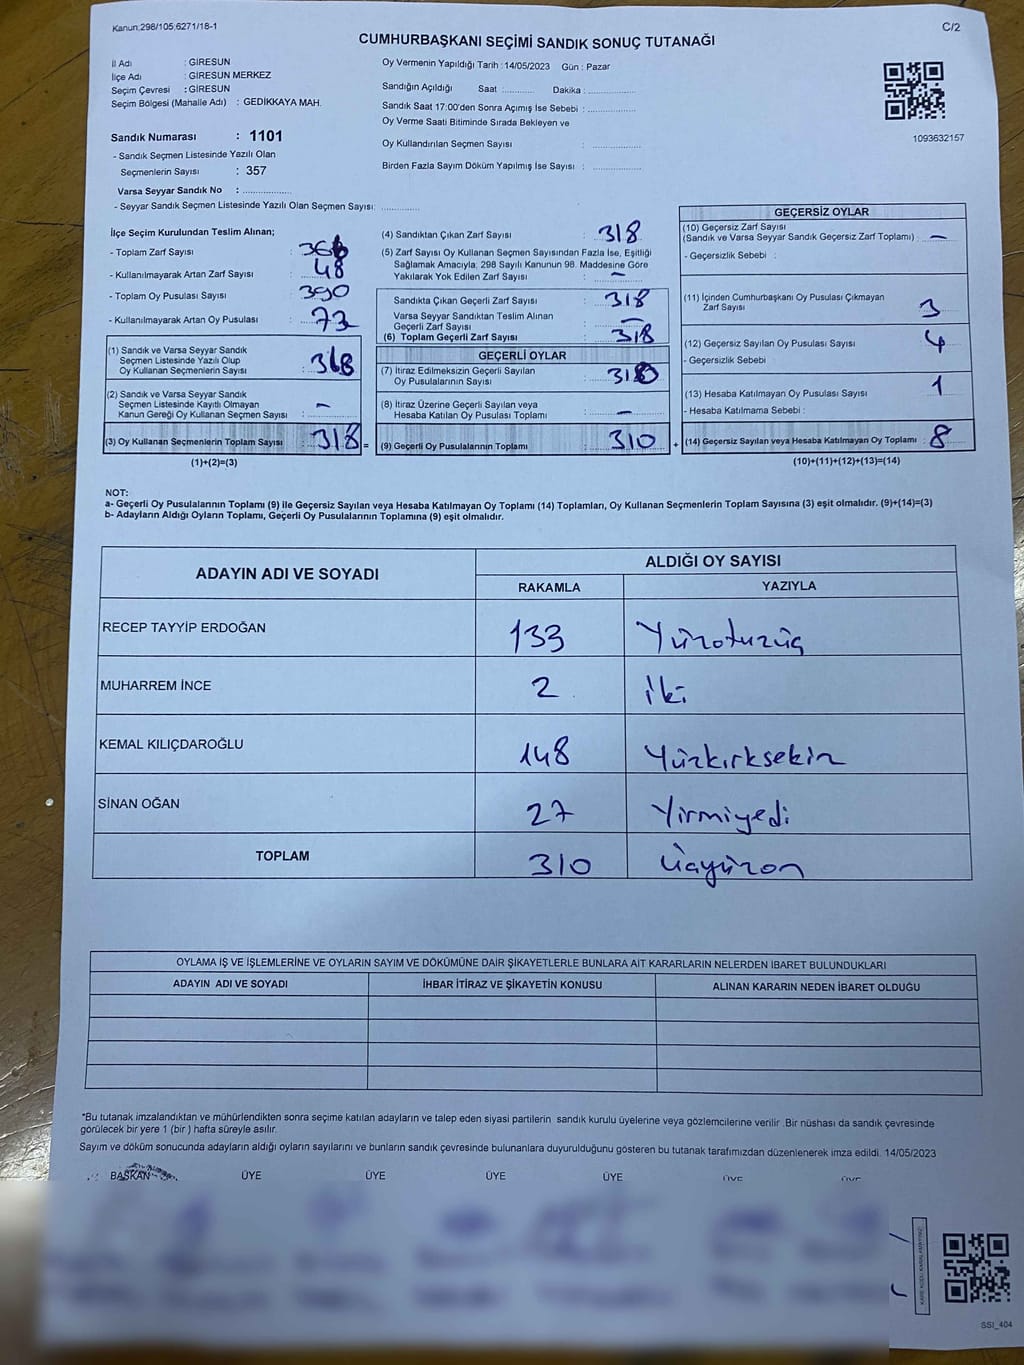 Kanun;298/105;6271/18-1
C/2
CUMHURBAŞKANI SEÇİMİ SANDIK SONUÇ TUTANAĞI
İl Adı : GİRESUN
İlçe Adı : GİRESUN MERKEZ
Seçim Çevresi : GİRESUN
Seçim Bölgesi (Mahalle Adı) : GEDİKKAYA MAH.
Sandık Numarası : 1101
- Sandık Seçmen Listesinde Yazılı Olan
Seçmenlerin Sayısı : 357
Varsa Seyyar Sandık No : ..................
- Seyyar Sandık Seçmen Listesinde Yazılı Olan Seçmen Sayısı: ..............
Oy Vermenin Yapıldığı Tarih : 14/05/2023 Gün : Pazar
Sandığın Açıldığı Saat ............ Dakika : .................
Sandık Saat 17:00'den Sonra Açımış İse Sebebi : .................
Oy Verme Saati Bitiminde Sırada Bekleyen ve
Oy Kullandırılan Seçmen Sayısı : .................
Birden Fazla Sayım Döküm Yapılmış İse Sayısı : .................
1093632157
İlçe Seçim Kurulundan Teslim Alınan;
- Toplam Zarf Sayısı :
- Kullanılmayarak Artan Zarf Sayısı : 48
- Toplam Oy Pusulası Sayısı : 390
- Kullanılmayarak Artan Oy Pusulası : 72
(1) Sandık ve Varsa Seyyar Sandık
Seçmen Listesinde Yazılı Olup
Oy Kullanan Seçmenlerin Sayısı :
(2) Sandık ve Varsa Seyyar Sandık
Seçmen Listesinde Kayıtlı Olmayan
Kanun Gereği Oy Kullanan Seçmen Sayısı : –
(3) Oy Kullanan Seçmenlerin Toplam Sayısı : 318 =
(1)+(2)=(3)
(4) Sandıktan Çıkan Zarf Sayısı : 318
(5) Zarf Sayısı Oy Kullanan Seçmen Sayısından Fazla İse, Eşitliği
Sağlamak Amacıyla, 298 Sayılı Kanunun 98. Maddesine Göre
Yakılarak Yok Edilen Zarf Sayısı : –
Sandıkta Çıkan Geçerli Zarf Sayısı : 318
Varsa Seyyar Sandıktan Teslim Alınan
Geçerli Zarf Sayısı : –
(6) Toplam Geçerli Zarf Sayısı : 318
GEÇERLİ OYLAR
(7) İtiraz Edilmeksizin Geçerli Sayılan
Oy Pusulalarının Sayısı : 310
(8) İtiraz Üzerine Geçerli Sayılan veya
Hesaba Katılan Oy Pusulası Toplamı : –
(9) Geçerli Oy Pusulalarının Toplamı : 310 +
GEÇERSİZ OYLAR
(10) Geçersiz Zarf Sayısı
(Sandık ve Varsa Seyyar Sandık Geçersiz Zarf Toplamı) : –
- Geçersizlik Sebebi :
(11) İçinden Cumhurbaşkanı Oy Pusulası Çıkmayan
Zarf Sayısı 3
(12) Geçersiz Sayılan Oy Pusulası Sayısı : 4
- Geçersizlik Sebebi :
(13) Hesaba Katılmayan Oy Pusulası Sayısı : 1
- Hesaba Katılmama Sebebi :
(14) Geçersiz Sayılan veya Hesaba Katılmayan Oy Toplamı : 8
(10)+(11)+(12)+(13)=(14)
NOT:
a- Geçerli Oy Pusulalarının Toplamı (9) ile Geçersiz Sayılan veya Hesaba Katılmayan Oy Toplamı (14) Toplamları, Oy Kullanan Seçmenlerin Toplam Sayısına (3) eşit olmalıdır. (9)+(14)=(3)
b- Adayların Aldığı Oyların Toplamı, Geçerli Oy Pusulalarının Toplamına (9) eşit olmalıdır.
ADAYIN ADI VE SOYADI
ALDIĞI OY SAYISI
RAKAMLA YAZIYLA
RECEP TAYYİP ERDOĞAN 133 Yüzotuzüç
MUHARREM İNCE 2 iki
KEMAL KILIÇDAROĞLU 148 Yüzkırksekiz
SİNAN OĞAN 27 Yirmiyedi
TOPLAM 310 Üçyüzon
OYLAMA İŞ VE İŞLEMLERİNE VE OYLARIN SAYIM VE DÖKÜMÜNE DAİR ŞİKAYETLERLE BUNLARA AİT KARARLARIN NELERDEN İBARET BULUNDUKLARI
ADAYIN ADI VE SOYADI İHBAR İTİRAZ VE ŞİKAYETİN KONUSU ALINAN KARARIN NEDEN İBARET OLDUĞU
*Bu tutanak imzalandıktan ve mühürlendikten sonra seçime katılan adayların ve talep eden siyasi partilerin sandık kurulu üyelerine veya gözlemcilerine verilir .Bir nüshası da sandık çevresinde
görülecek bir yere 1 (bir ) hafta süreyle asılır.
Sayım ve döküm sonucunda adayların aldığı oyların sayılarını ve bunların sandık çevresinde bulunanlara duyurulduğunu gösteren bu tutanak tarafımızdan düzenlenerek imza edildi. 14/05/2023
BAŞKAN ÜYE ÜYE ÜYE ÜYE ÜYE ÜYE
SSI_404